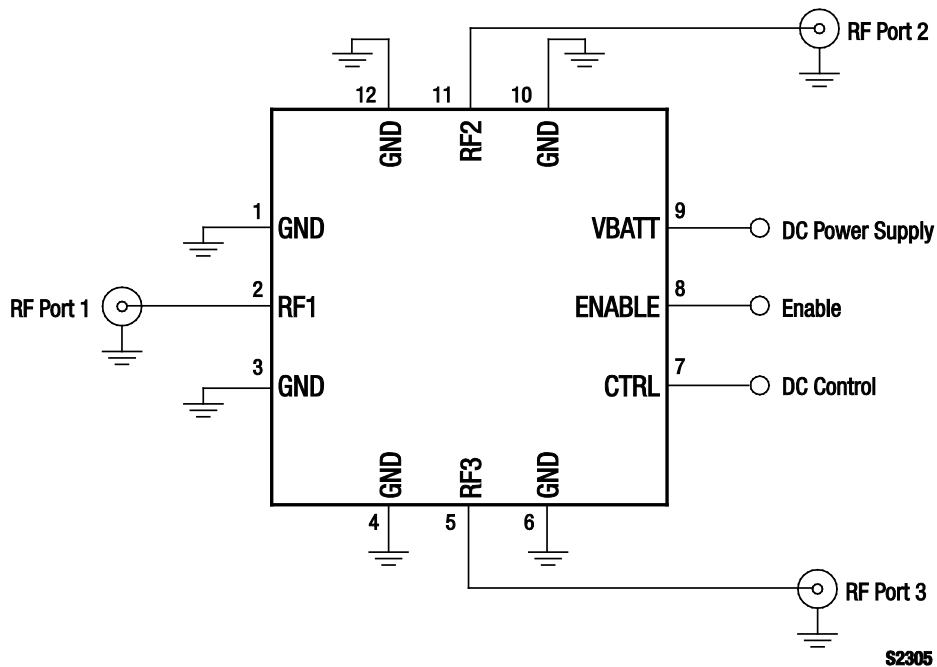 RF Port 2
12
11
10
GND
RF2
GND
1
GND
VBATT
9
DC Power Supply
RF Port 1
2
RF1
ENABLE
8
Enable
3
GND
CTRL
7
DC Control
GND
RF3
GND
4
5
6
RF Port 3
S2305